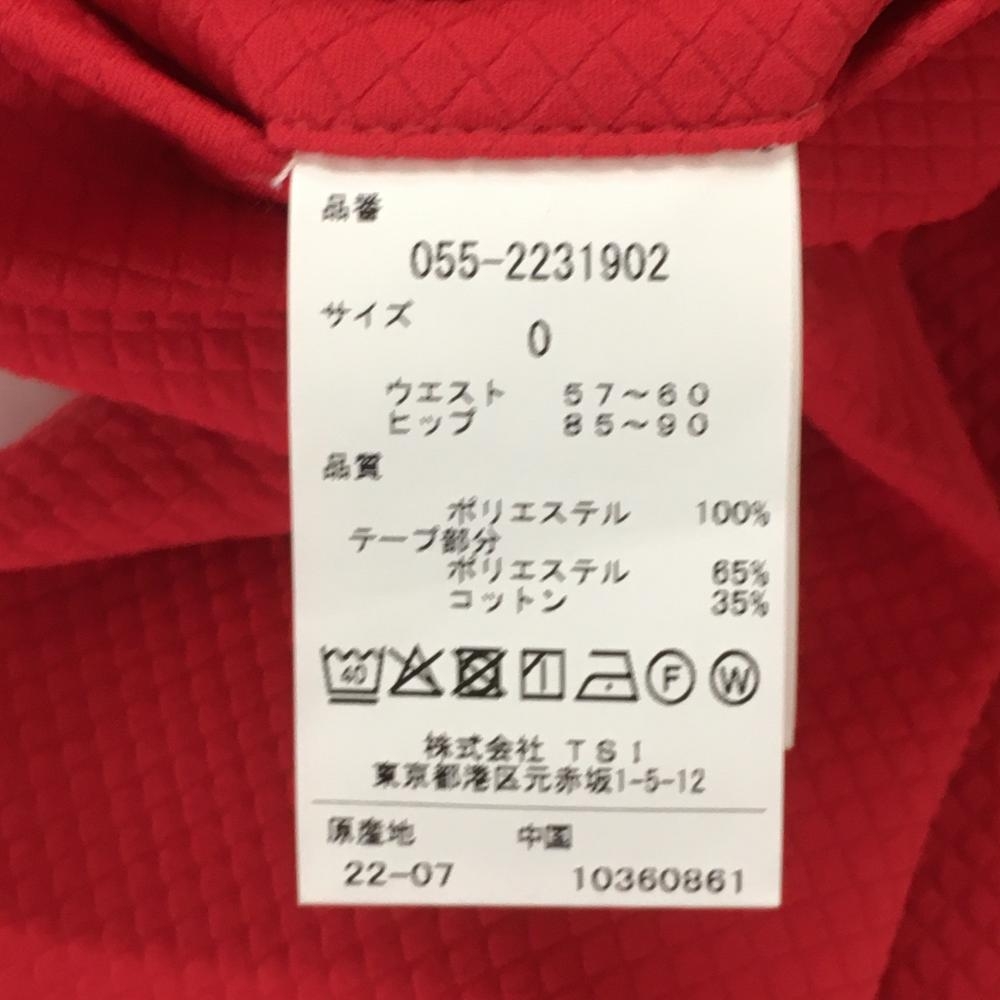 品番
055-2231902
サイズ
0
ウエスト 57～60
ヒップ 85～90
品質
ポリエステル 100%
テープ部分
ポリエステル 65%
コットン 35%
40 F W
株式会社 TSI
東京都港区元赤坂1-5-12
原産地 中国
22-07 10360861